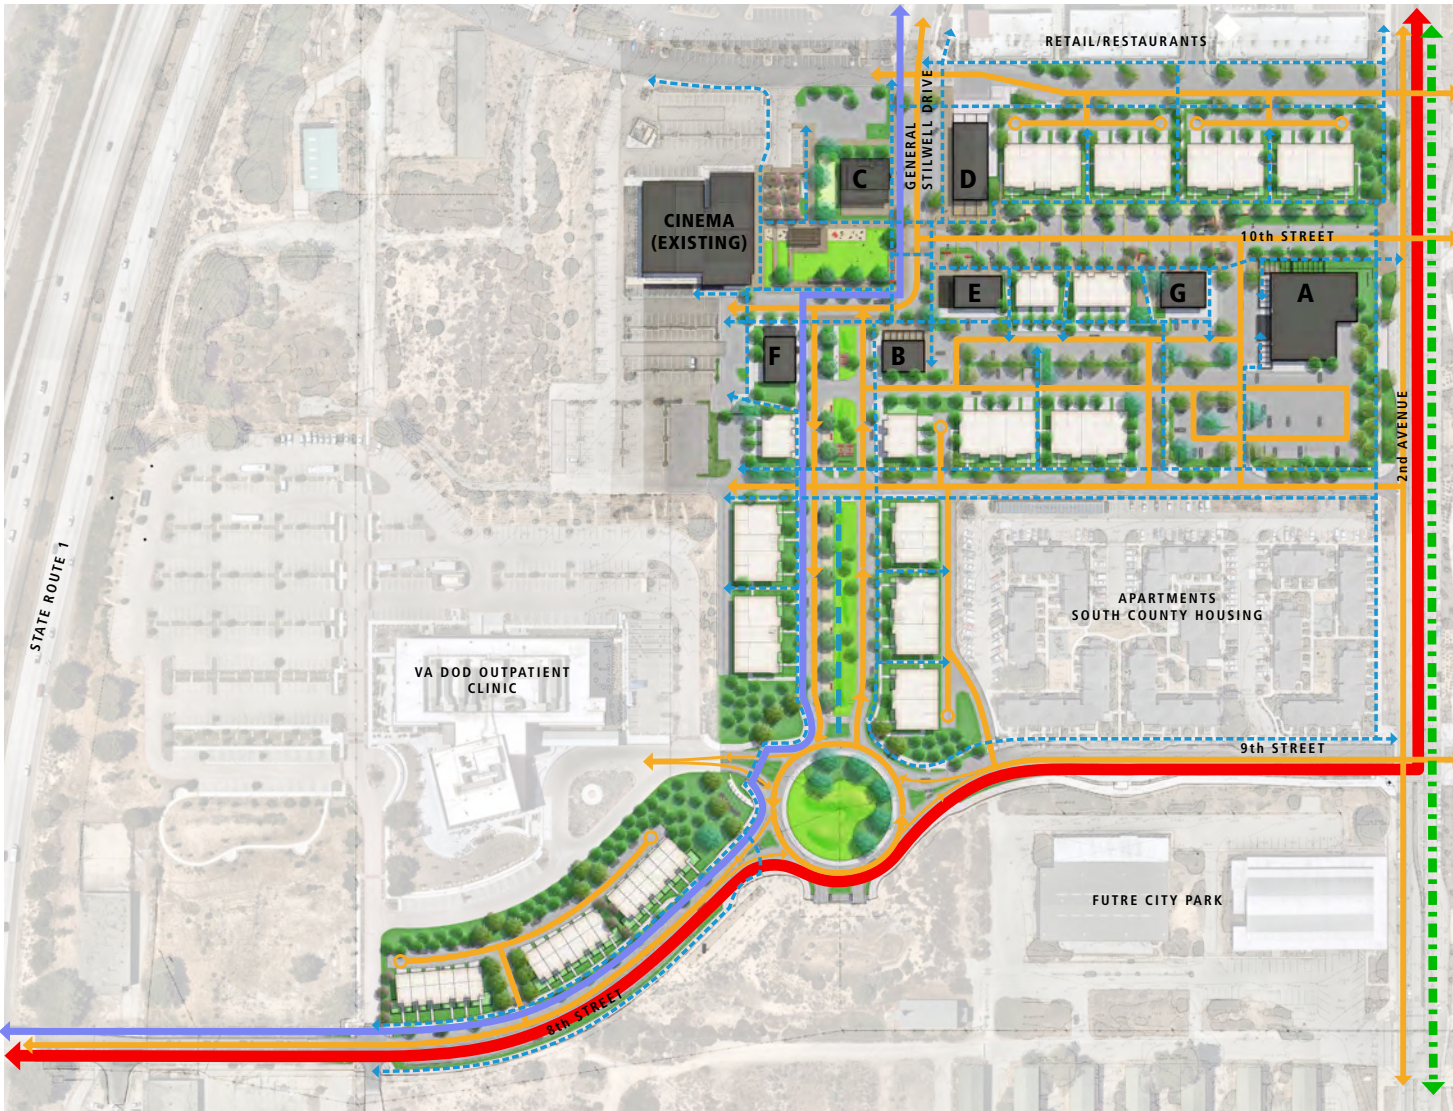 RETAIL/RESTAURANTS
GENERAL
STILWELL DRIVE
C
D
CINEMA
(EXISTING)
10th STREET
E
G
A
F
B
2nd AVENUE
STATE ROUTE 1
APARTMENTS
SOUTH COUNTY HOUSING
VA DOD OUTPATIENT
CLINIC
9th STREET
FUTRE CITY PARK
8th STREET